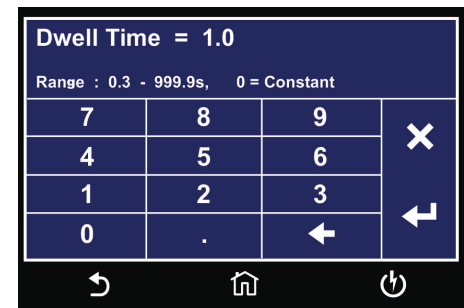 Dwell Time = 1.0
Range : 0.3 - 999.9s, 0 = Constant
7 8 9
4 5 6
1 2 3
0 .